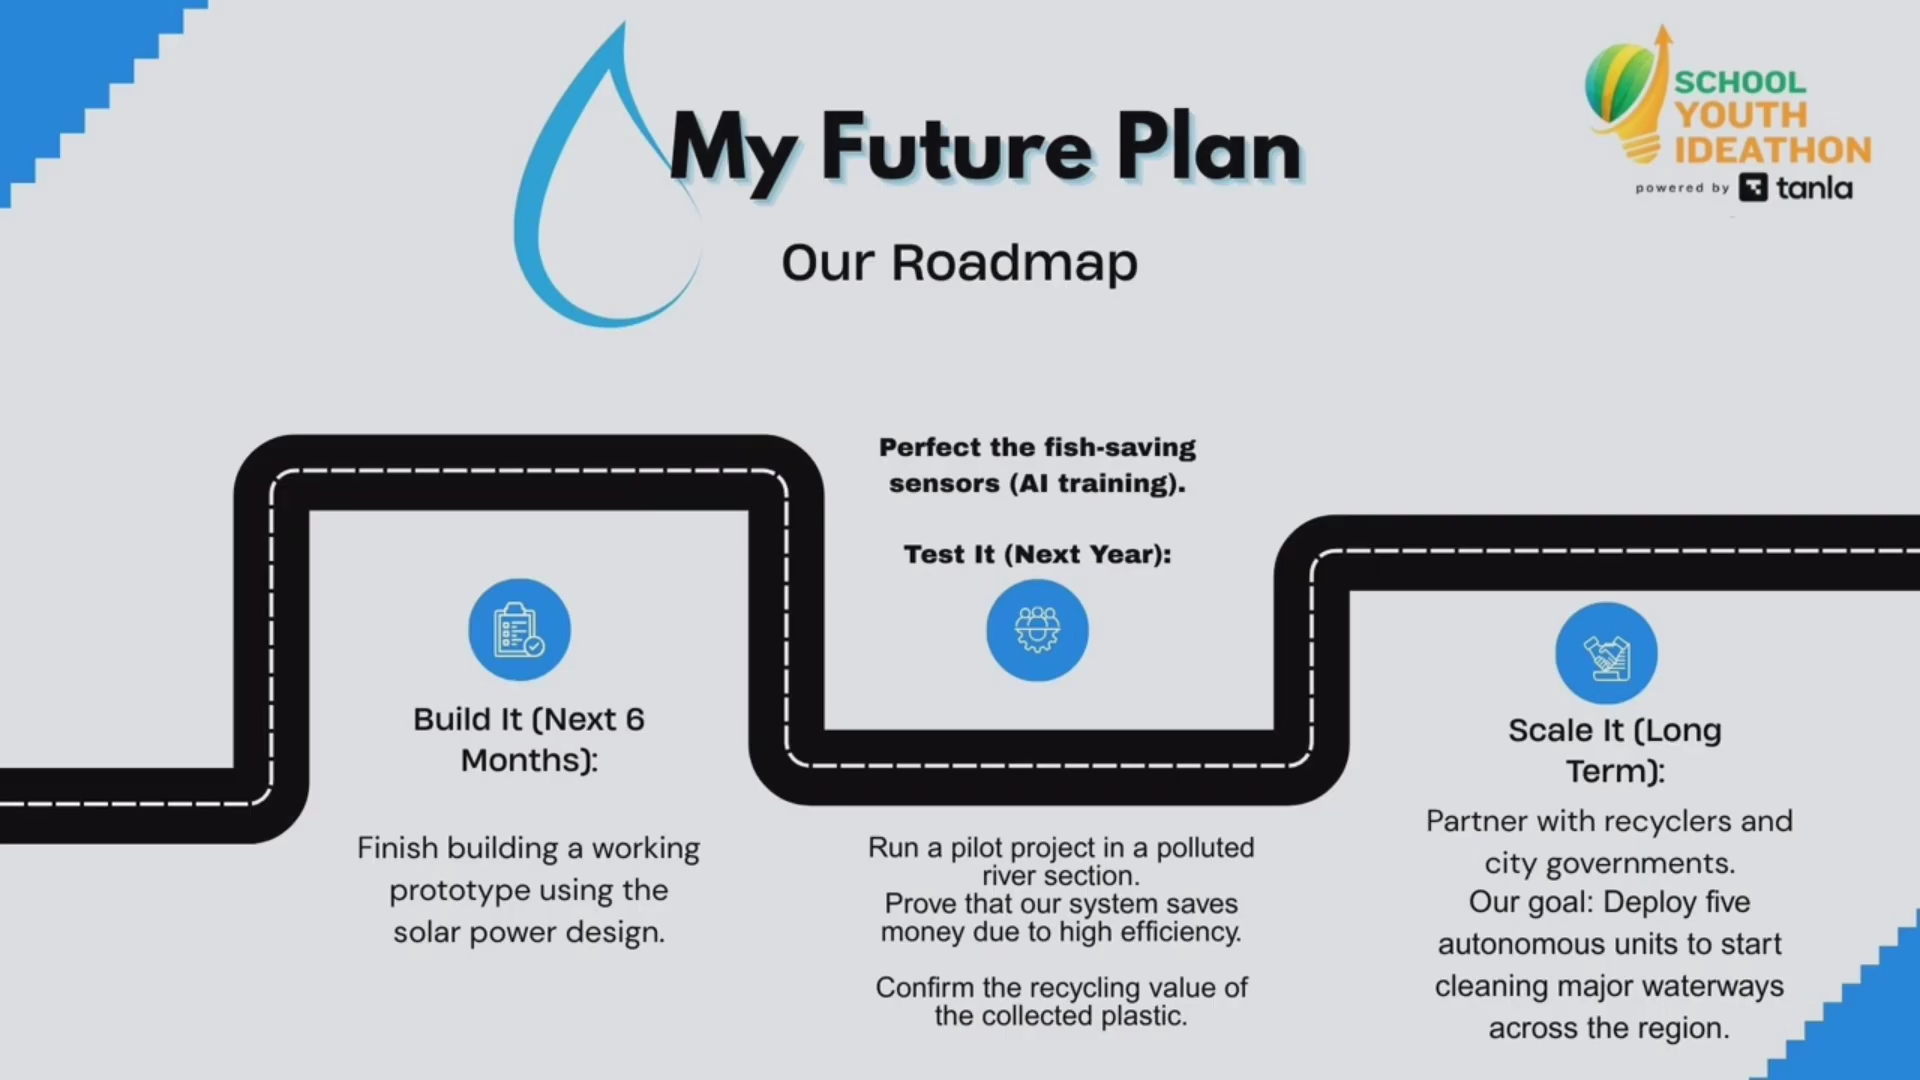 My Future Plan
Our Roadmap
SCHOOL
YOUTH
IDEATHON
powered by tanla
Perfect the fish-saving
sensors (AI training).
Test It (Next Year):
Build It (Next 6
Months):
Finish building a working
prototype using the
solar power design.
Run a pilot project in a polluted
river section.
Prove that our system saves
money due to high efficiency.
Confirm the recycling value of
the collected plastic.
Scale It (Long
Term):
Partner with recyclers and
city governments.
Our goal: Deploy five
autonomous units to start
cleaning major waterways
across the region.